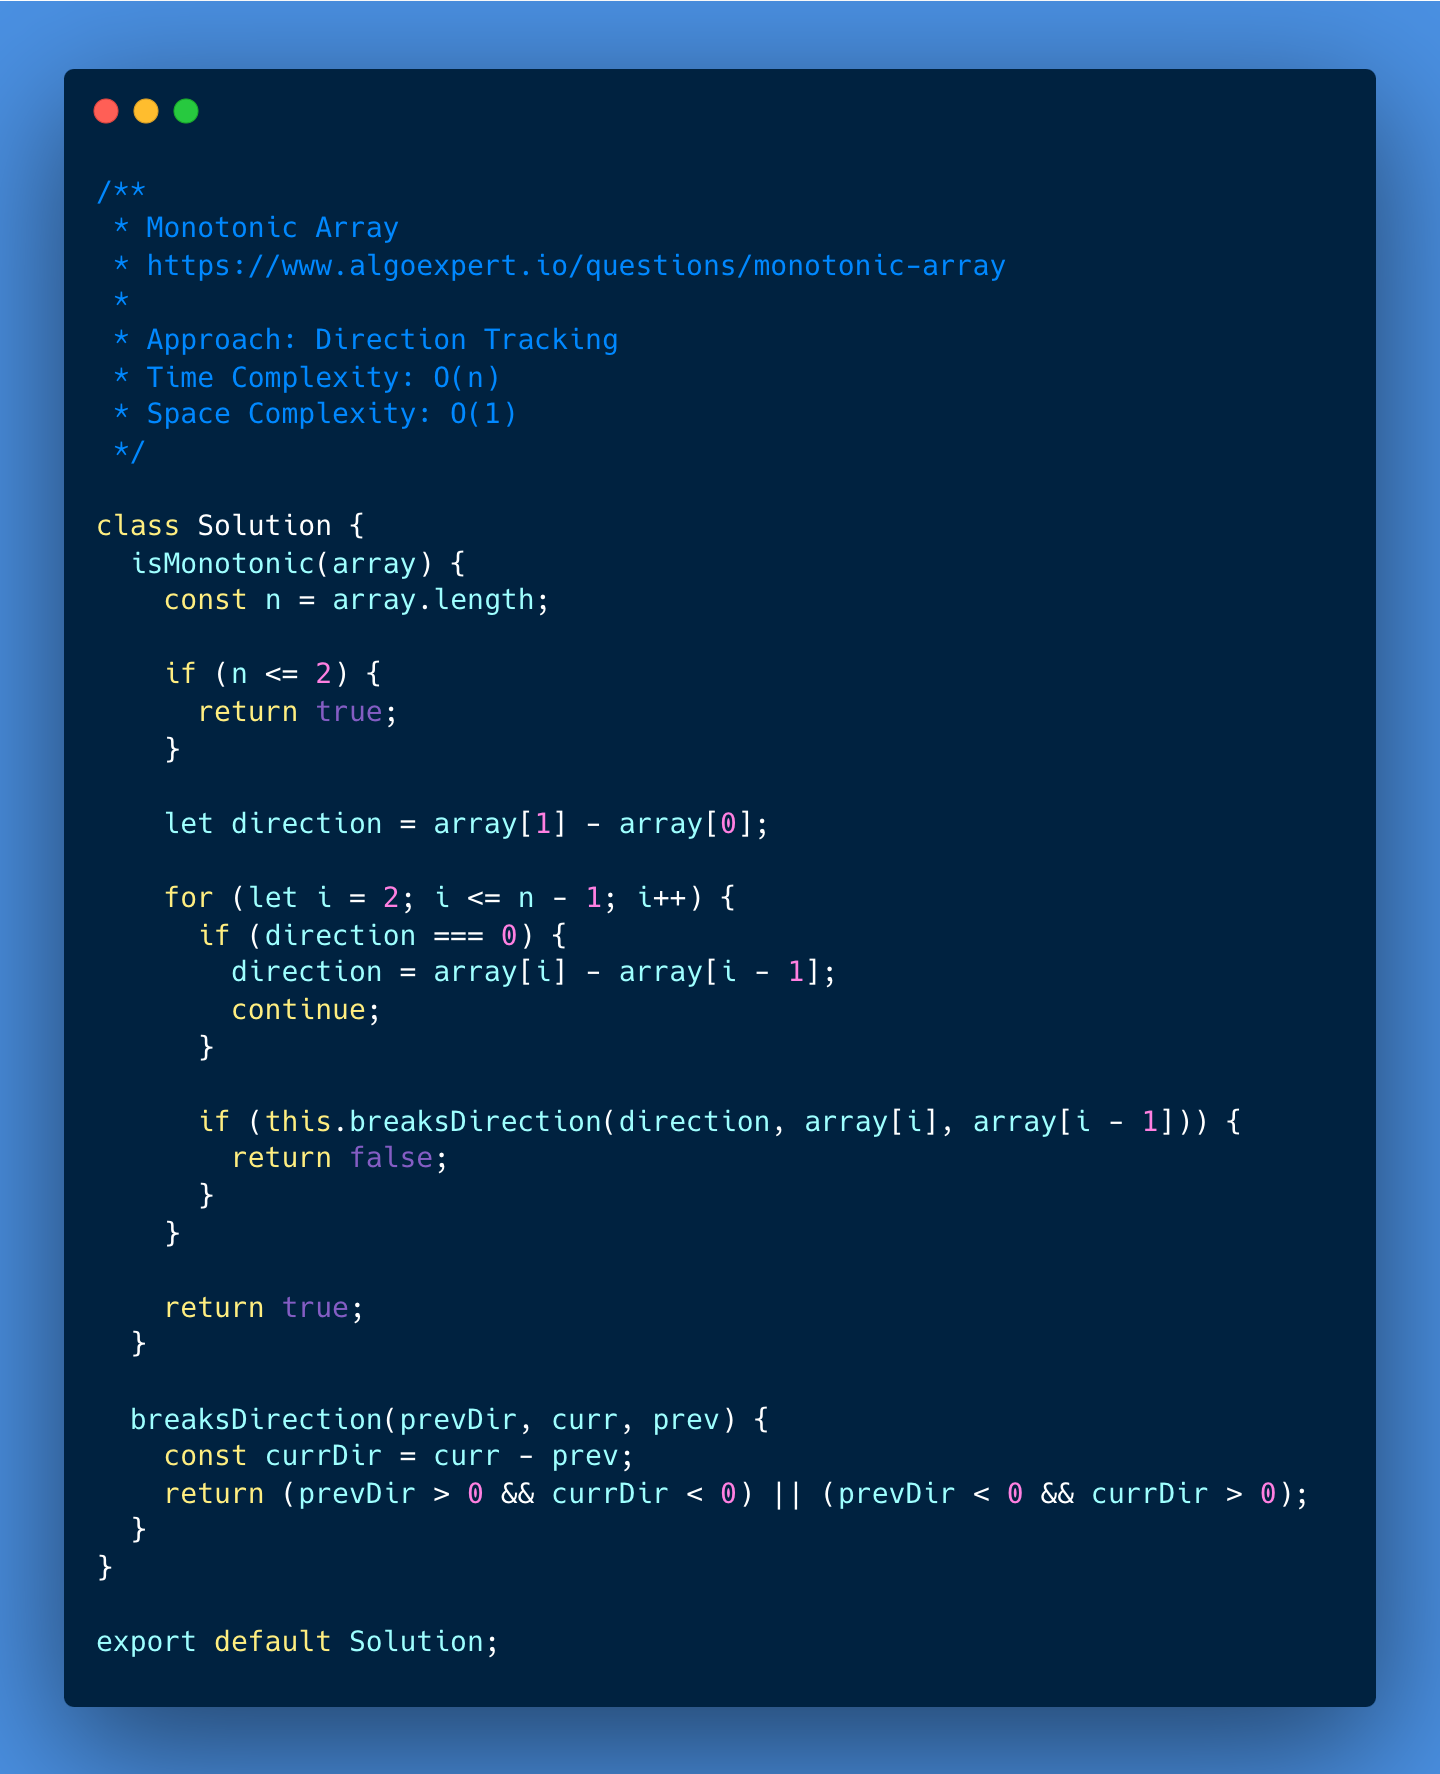 /**
 * Monotonic Array
 * https://www.algoexpert.io/questions/monotonic-array
 *
 * Approach: Direction Tracking
 * Time Complexity: O(n)
 * Space Complexity: O(1)
 */

class Solution {
  isMonotonic(array) {
    const n = array.length;

    if (n <= 2) {
      return true;
    }

    let direction = array[1] - array[0];

    for (let i = 2; i <= n - 1; i++) {
      if (direction === 0) {
        direction = array[i] - array[i - 1];
        continue;
      }

      if (this.breaksDirection(direction, array[i], array[i - 1])) {
        return false;
      }
    }

    return true;
  }

  breaksDirection(prevDir, curr, prev) {
    const currDir = curr - prev;
    return (prevDir > 0 && currDir < 0) || (prevDir < 0 && currDir > 0);
  }
}

export default Solution;